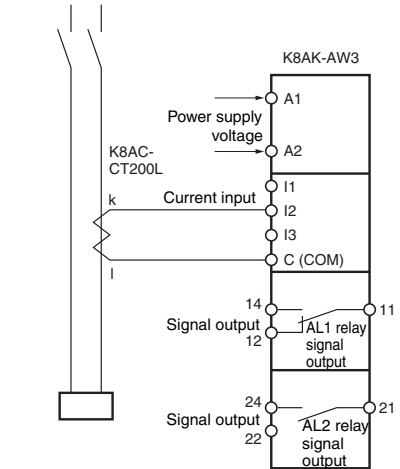 K8AK-AW3
A1
Power supply
voltage
A2
K8AC-
CT200L
k
Current input
I1
I2
I3
C (COM)
l
14
11
Signal output
12
AL1 relay
signal
output
24
21
Signal output
22
AL2 relay
signal
output